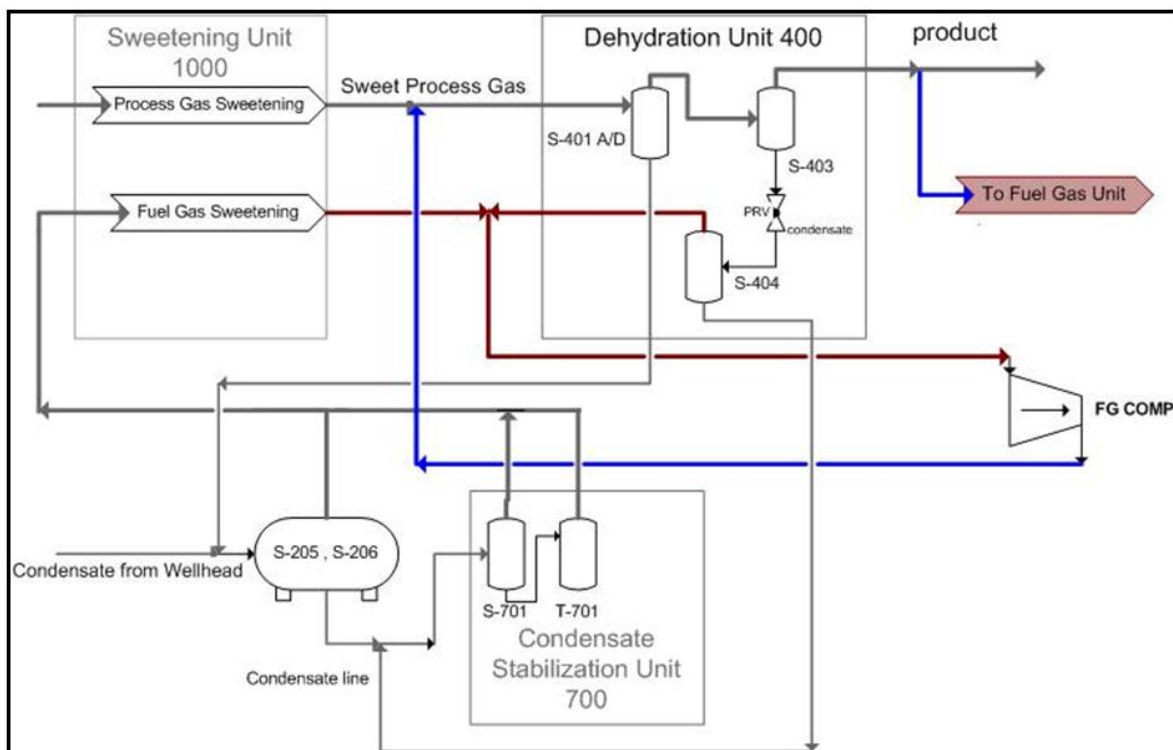 Sweetening Unit
1000
Dehydration Unit 400
product
Process Gas Sweetening
Sweet Process Gas
S-401 A/D
S-403
Fuel Gas Sweetening
PRV
condensate
To Fuel Gas Unit
S-404
FG COMP
S-205 , S-206
Condensate from Wellhead
S-701
T-701
Condensate
Stabilization Unit
700
Condensate line